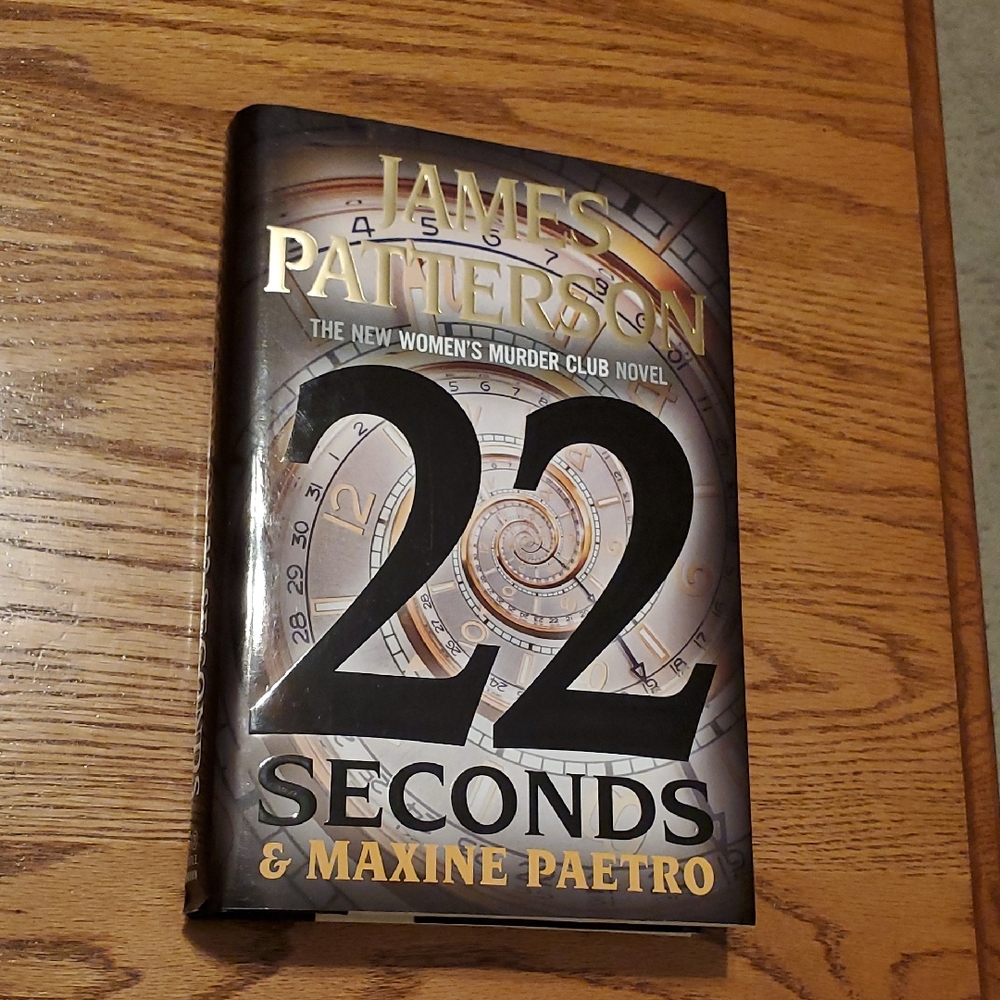 JAMES
PATTERSON
THE NEW WOMEN'S MURDER CLUB NOVEL
22
SECONDS
& MAXINE PAETRO